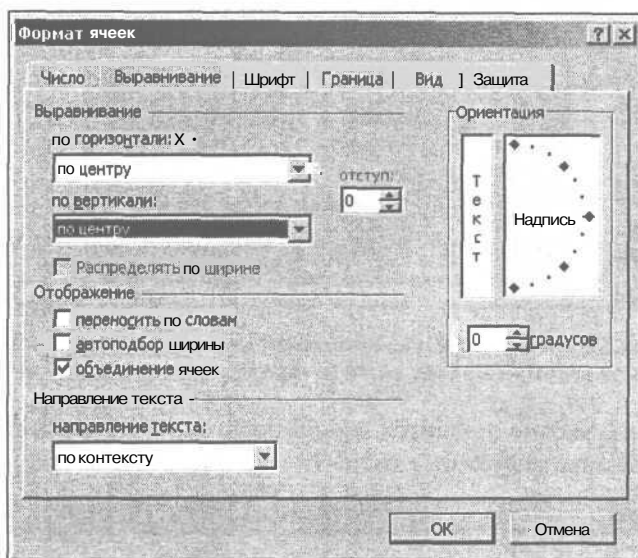 Формат ячеек
Число Выравнивание | Шрифт | Граница | Вид ] Защита
Выравнивание
по горизонтали: X ·
по центру
отступ:
0
по вертикали:
по центру
Распределять по ширине
Отображение
переносить по словам
автоподбор ширины
объединение ячеек
Направление текста -
направление текста:
по контексту
Ориентация
Текст
Надпись
0 градусов
ОК Отмена